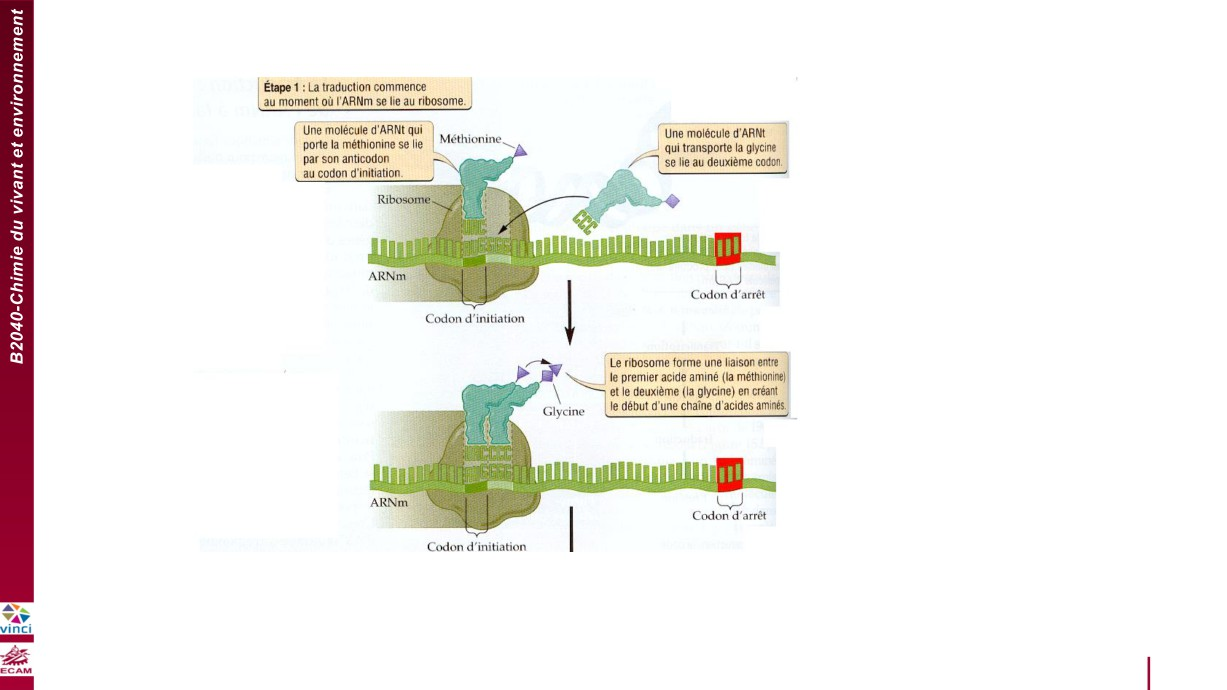 B2040-Chimie du vivant et environnement
Étape 1 : La traduction commence
au moment où l'ARNm se lie au ribosome.
Une molécule d'ARNt qui
porte la méthionine se lie
par son anticodon
au codon d'initiation.
Méthionine
Une molécule d'ARNt
qui transporte la glycine
se lie au deuxième codon.
Ribosome
CCC
ARNm
Codon d'arrêt
Codon d'initiation
Le ribosome forme une liaison entre
le premier acide aminé (la méthionine)
et le deuxième (la glycine) en créant
le début d'une chaîne d'acides aminés.
Glycine
ARNm
Codon d'arrêt
Codon d'initiation
vinci
ECAM